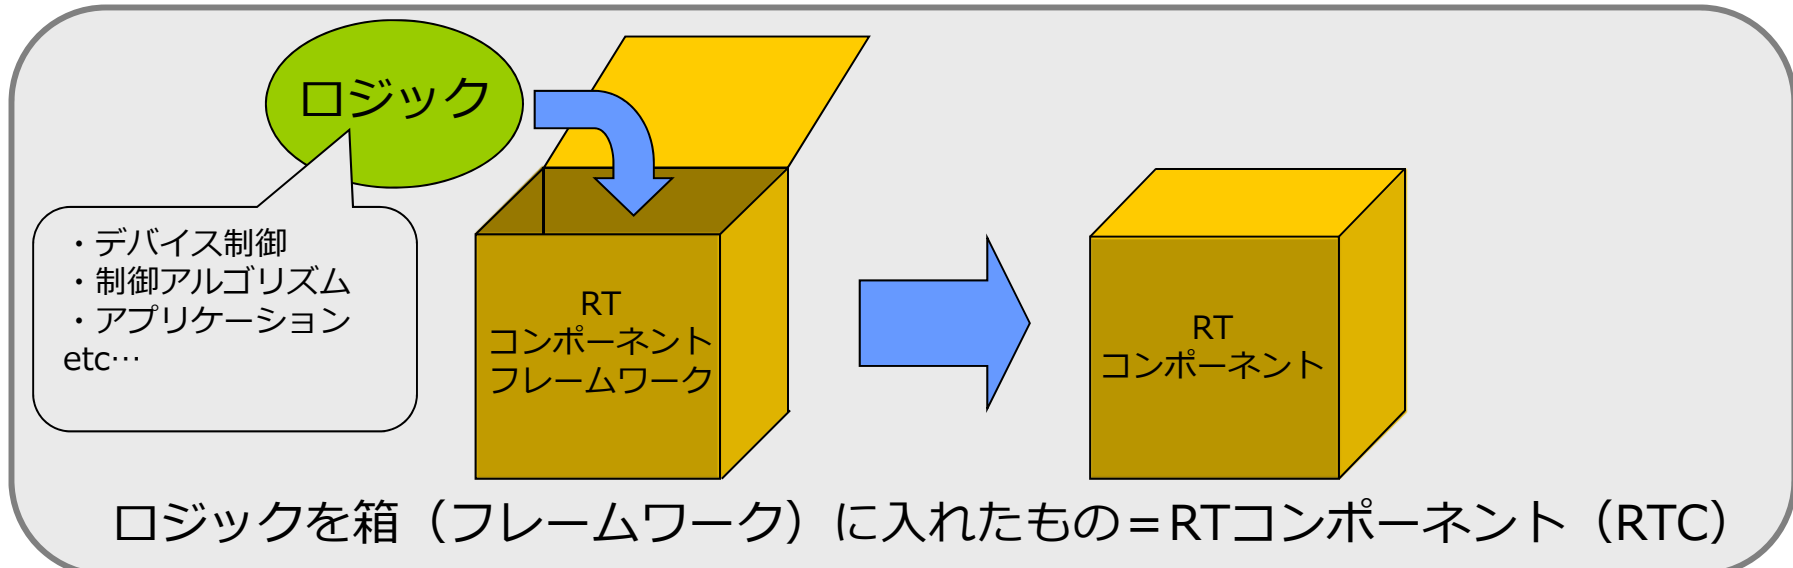 ロジック
・デバイス制御
・制御アルゴリズム
・アプリケーション
etc…
RT
コンポーネント
フレームワーク
RT
コンポーネント
ロジックを箱（フレームワーク）に入れたもの＝RTコンポーネント（RTC）